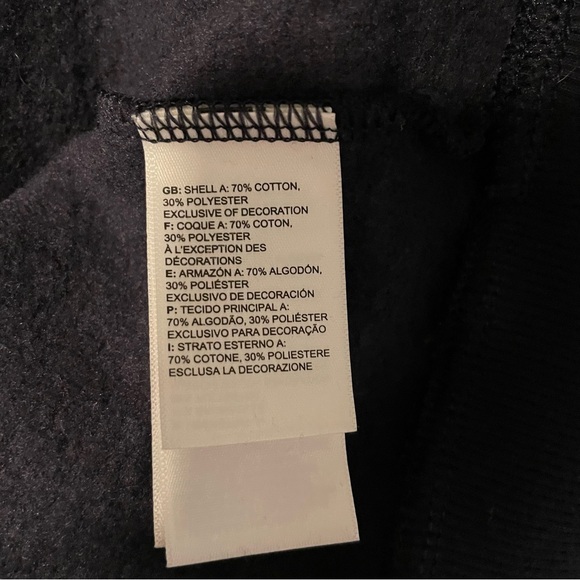 GB: SHELL A: 70% COTTON,
30% POLYESTER
EXCLUSIVE OF DECORATION
F: COQUE A: 70% COTON,
30% POLYESTER
À L'EXCEPTION DES
DÉCORATIONS
E: ARMAZÓN A: 70% ALGODÓN,
30% POLIÉSTER
EXCLUSIVO DE DECORACIÓN
P: TECIDO PRINCIPAL A:
70% ALGODÃO, 30% POLIÉSTER
EXCLUSIVO PARA DECORAÇÃO
I: STRATO ESTERNO A:
70% COTONE, 30% POLIESTERE
ESCLUSA LA DECORAZIONE